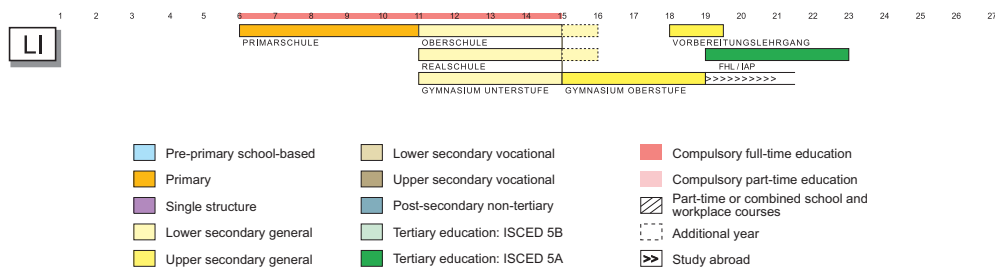 1 2 3 4 5 6 7 8 9 10 11 12 13 14 15 16 17 18 19 20 21 22 23 24 25 26 27
LI
PRIMARSCHULE OBERSCHULE VORBEREITUNGSLEHRGANG
REALSCHULE FHL / IAP
>>>>>>>>>>
GYMNASIUM UNTERSTUFE GYMNASIUM OBERSTUFE
Pre-primary school-based
Primary
Single structure
Lower secondary general
Upper secondary general
Lower secondary vocational
Upper secondary vocational
Post-secondary non-tertiary
Tertiary education: ISCED 5B
Tertiary education: ISCED 5A
Compulsory full-time education
Compulsory part-time education
Part-time or combined school and
workplace courses
Additional year
>> Study abroad